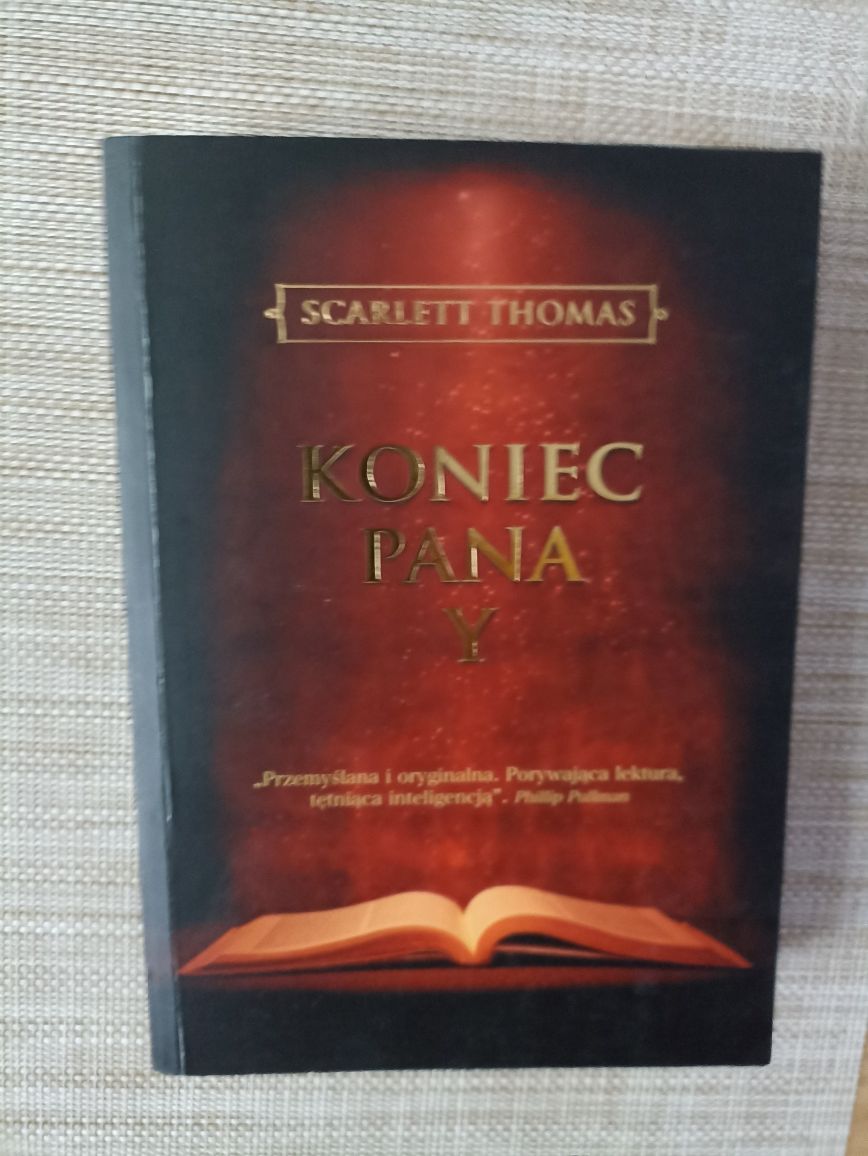 SCARLETT THOMAS
KONIEC
PANA
Y
„Przemyślana i oryginalna. Porywająca lektura,
tętniąca inteligencją”. Phillip Pullman